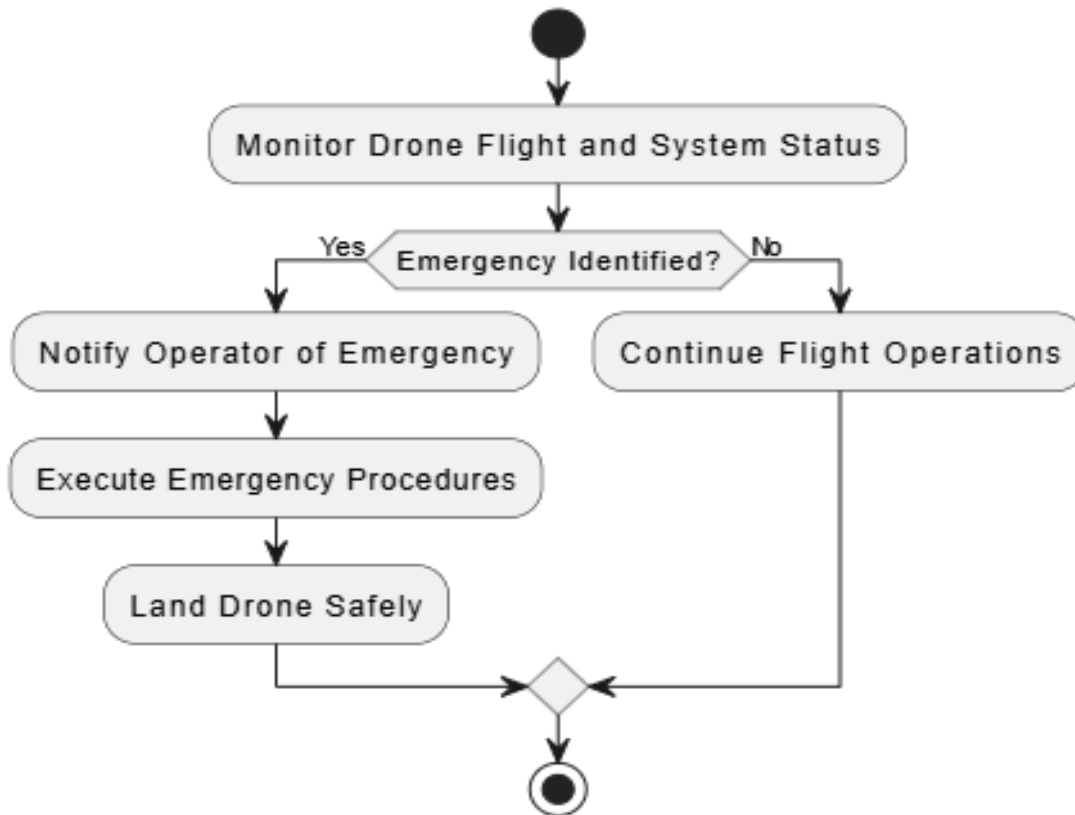 Monitor Drone Flight and System Status
Yes
Emergency Identified?
No
Notify Operator of Emergency
Continue Flight Operations
Execute Emergency Procedures
Land Drone Safely